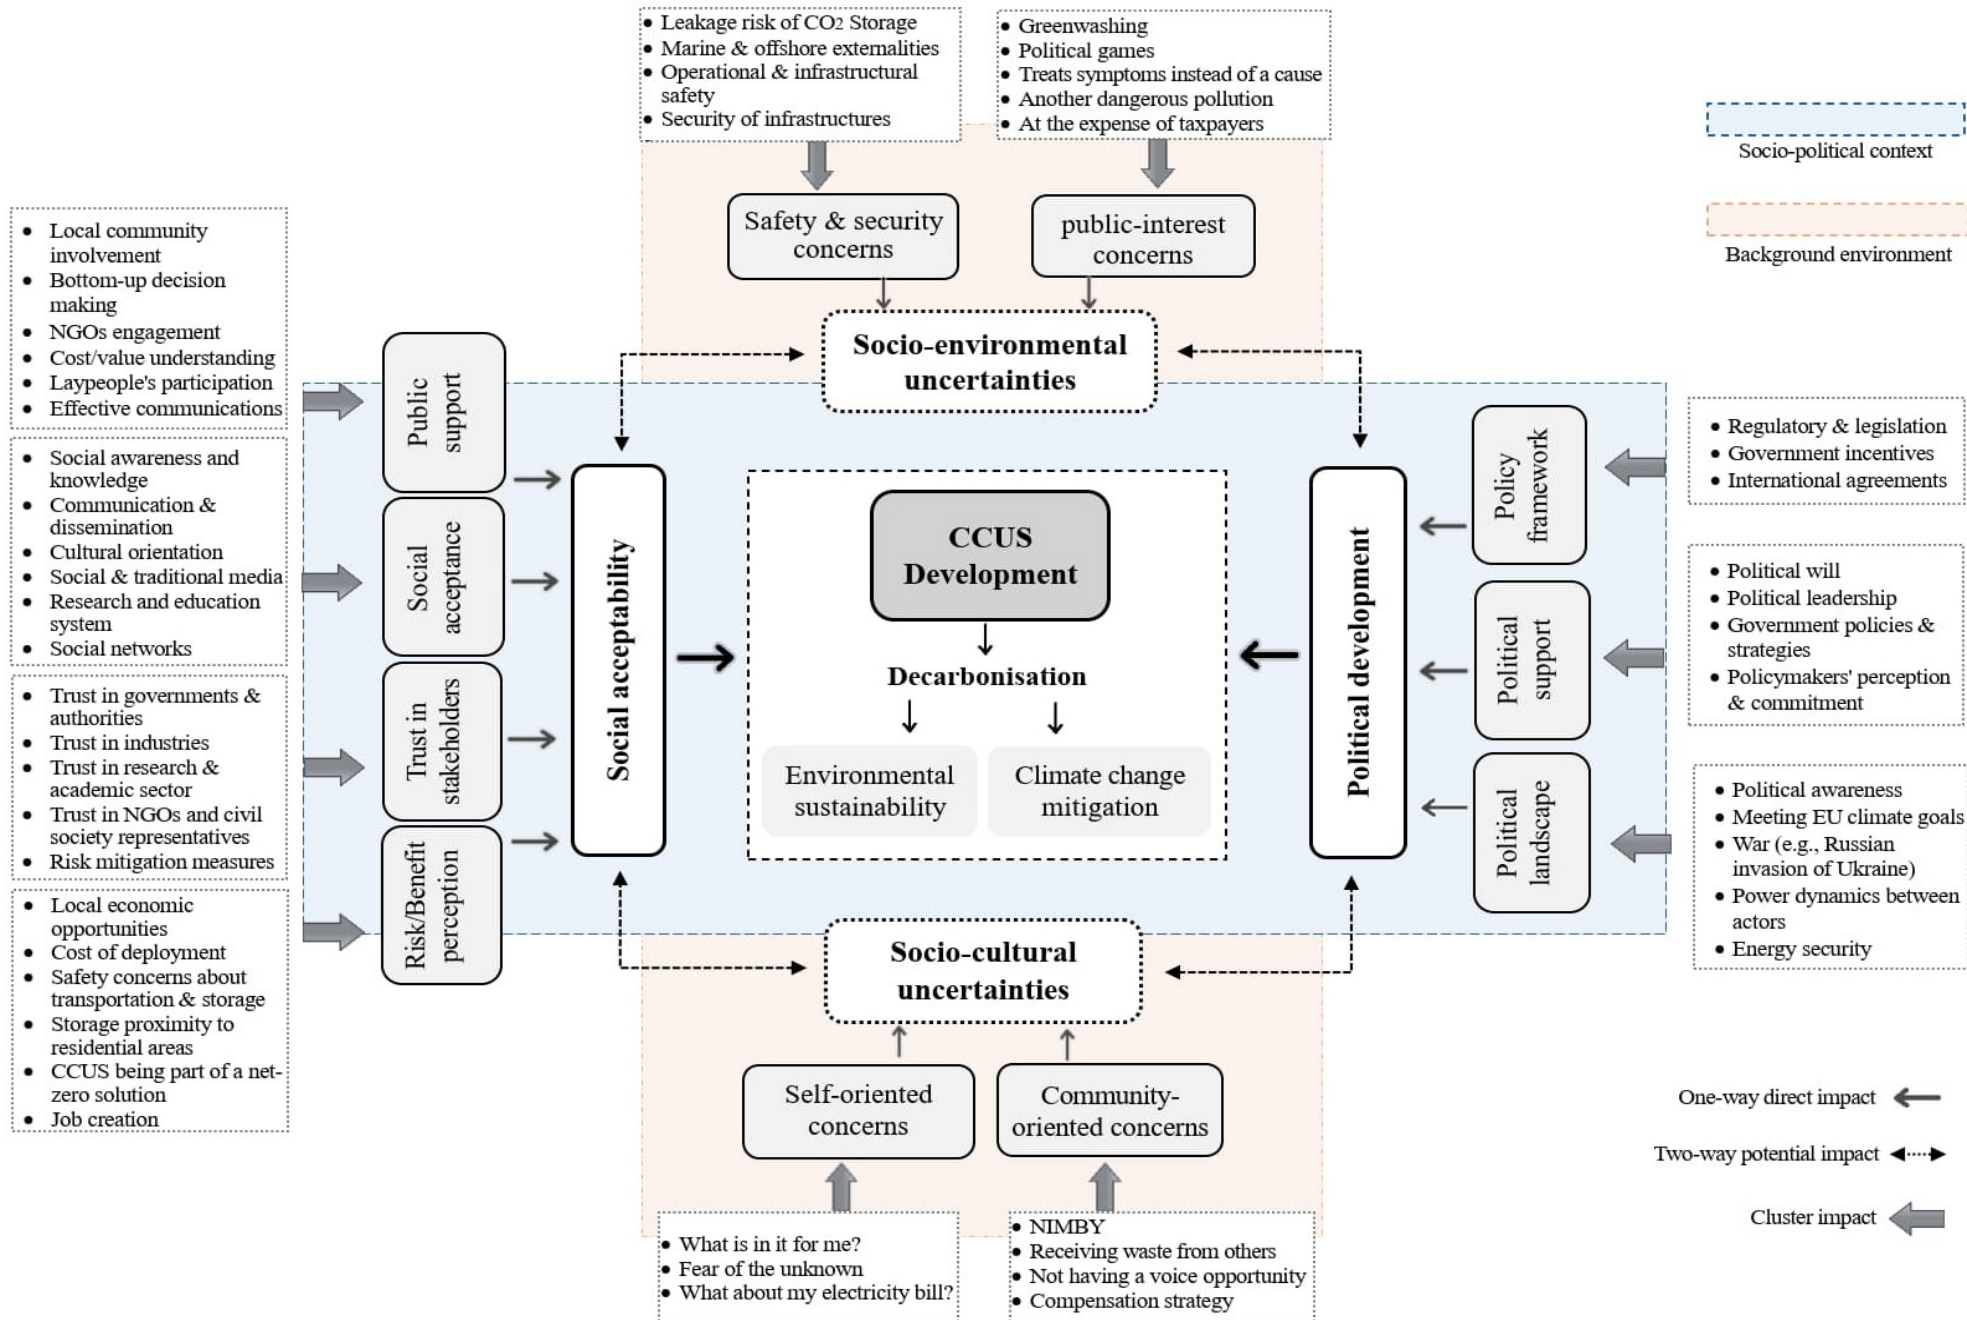 Leakage risk of CO2 Storage
Marine & offshore externalities
Operational & infrastructural
safety
Security of infrastructures
Greenwashing
Political games
Treats symptoms instead of a cause
Another dangerous pollution
At the expense of taxpayers
Socio-political context
Background environment
Safety & security
concerns
public-interest
concerns
Socio-environmental
uncertainties
Local community
involvement
Bottom-up decision
making
NGOs engagement
Cost/value understanding
Laypeople's participation
Effective communications
Social awareness and
knowledge
Communication &
dissemination
Cultural orientation
Social & traditional media
Research and education
system
Social networks
Trust in governments &
authorities
Trust in industries
Trust in research &
academic sector
Trust in NGOs and civil
society representatives
Risk mitigation measures
Local economic
opportunities
Cost of deployment
Safety concerns about
transportation & storage
Storage proximity to
residential areas
CCUS being part of a net-
zero solution
Job creation
Public
support
Social
acceptance
Trust in
stakeholders
Risk/Benefit
perception
Social acceptability
CCUS
Development
Decarbonisation
Environmental
sustainability
Climate change
mitigation
Political development
Policy
framework
Political
support
Political
landscape
Regulatory & legislation
Government incentives
International agreements
Political will
Political leadership
Government policies &
strategies
Policymakers' perception
& commitment
Political awareness
Meeting EU climate goals
War (e.g., Russian
invasion of Ukraine)
Power dynamics between
actors
Energy security
Socio-cultural
uncertainties
Self-oriented
concerns
Community-
oriented concerns
What is in it for me?
Fear of the unknown
What about my electricity bill?
NIMBY
Receiving waste from others
Not having a voice opportunity
Compensation strategy
One-way direct impact
Two-way potential impact
Cluster impact